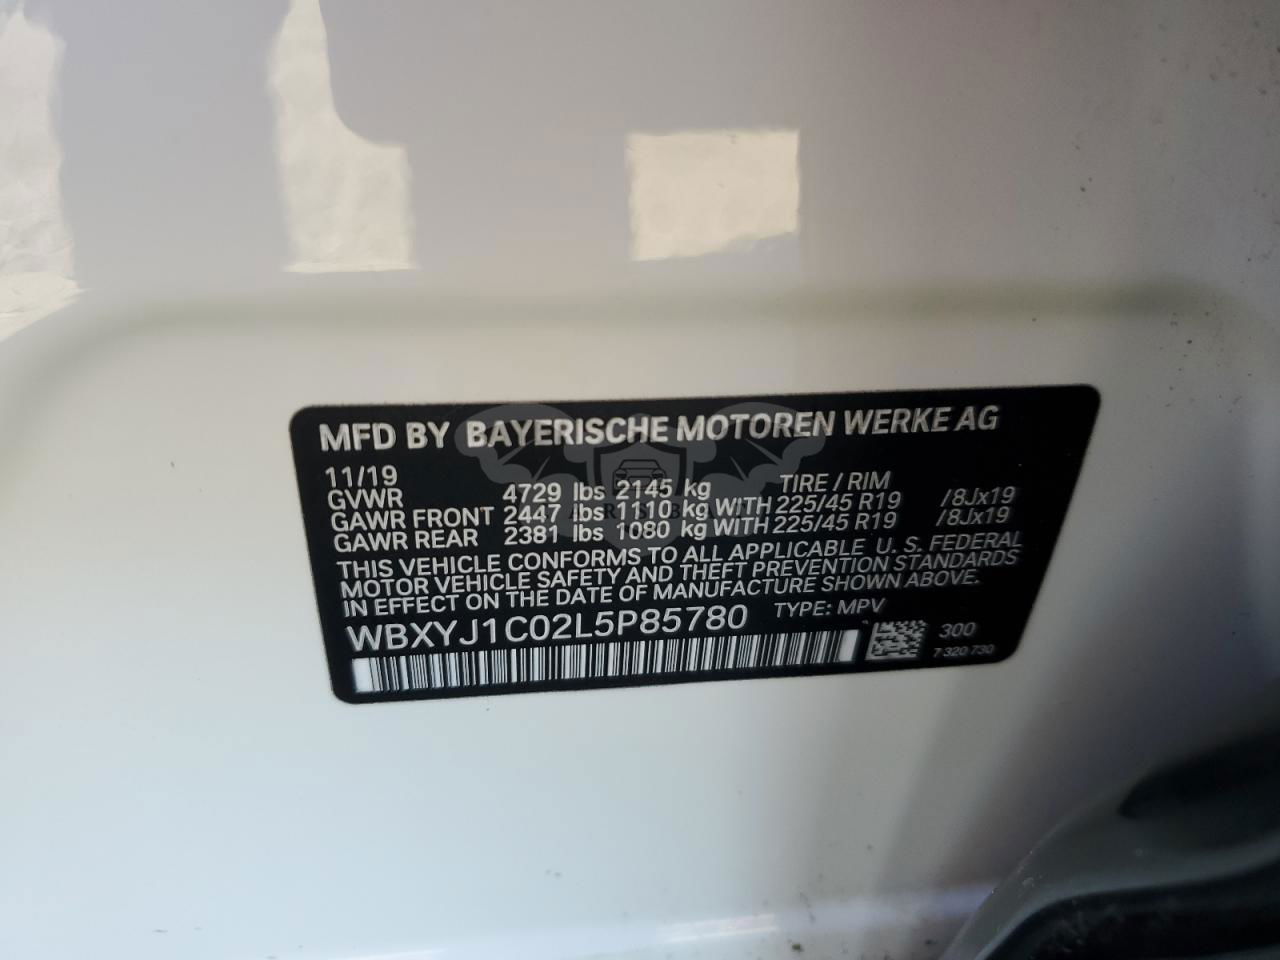 MFD BY BAYERISCHE MOTOREN WERKE AG
11/19 TIRE / RIM
GVWR 4729 lbs 2145 kg
GAWR FRONT 2447 lbs 1110 kg WITH 225/45 R19 /8Jx19
GAWR REAR 2381 lbs 1080 kg WITH 225/45 R19 /8Jx19
THIS VEHICLE CONFORMS TO ALL APPLICABLE U. S. FEDERAL
MOTOR VEHICLE SAFETY AND THEFT PREVENTION STANDARDS
IN EFFECT ON THE DATE OF MANUFACTURE SHOWN ABOVE.
WBXYJ1C02L5P85780 TYPE: MPV
300
7 320 730